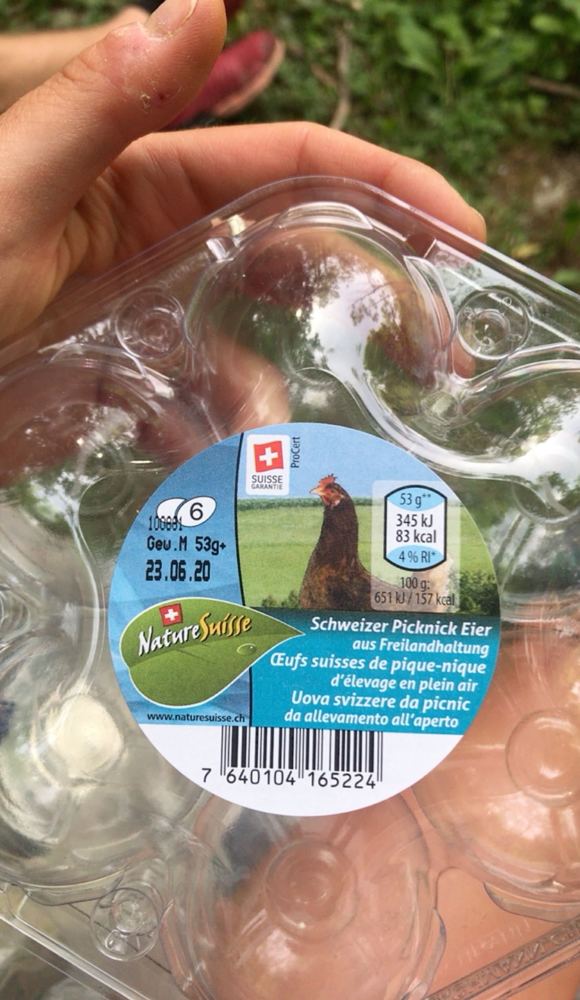 SUISSE
GARANTIE
ProCert
6
100881
Gew.M 53g+
23.06.20
53 g**
345 kJ
83 kcal
4 % RI*
100 g:
651 kJ / 157 kcal
NatureSuisse
www.naturesuisse.ch
Schweizer Picknick Eier
aus Freilandhaltung
Œufs suisses de pique-nique
d'élevage en plein air
Uova svizzere da picnic
da allevamento all'aperto
7 640104 165224